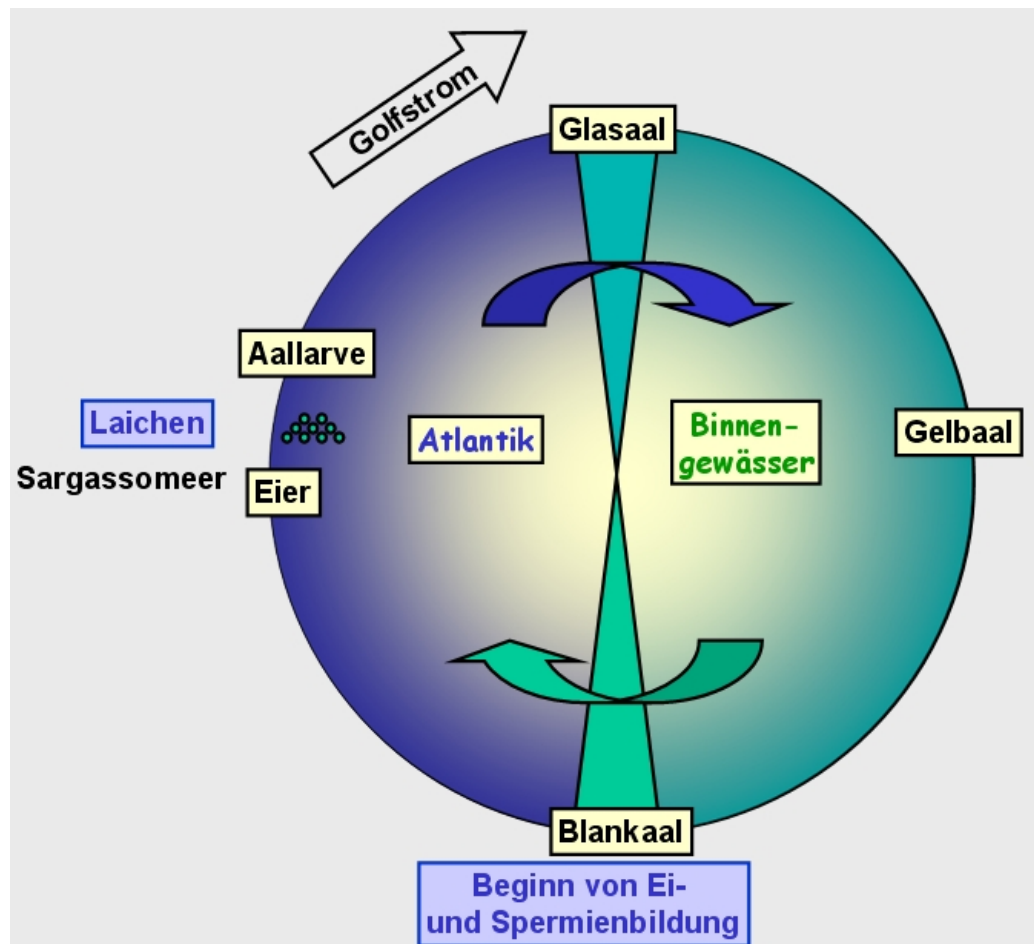 Golfstrom
Glasaal
Aallarve
Laichen
Sargassomeer
Eier
Atlantik
Binnen-
gewässer
Gelbaal
Blankaal
Beginn von Ei-
und Spermienbildung